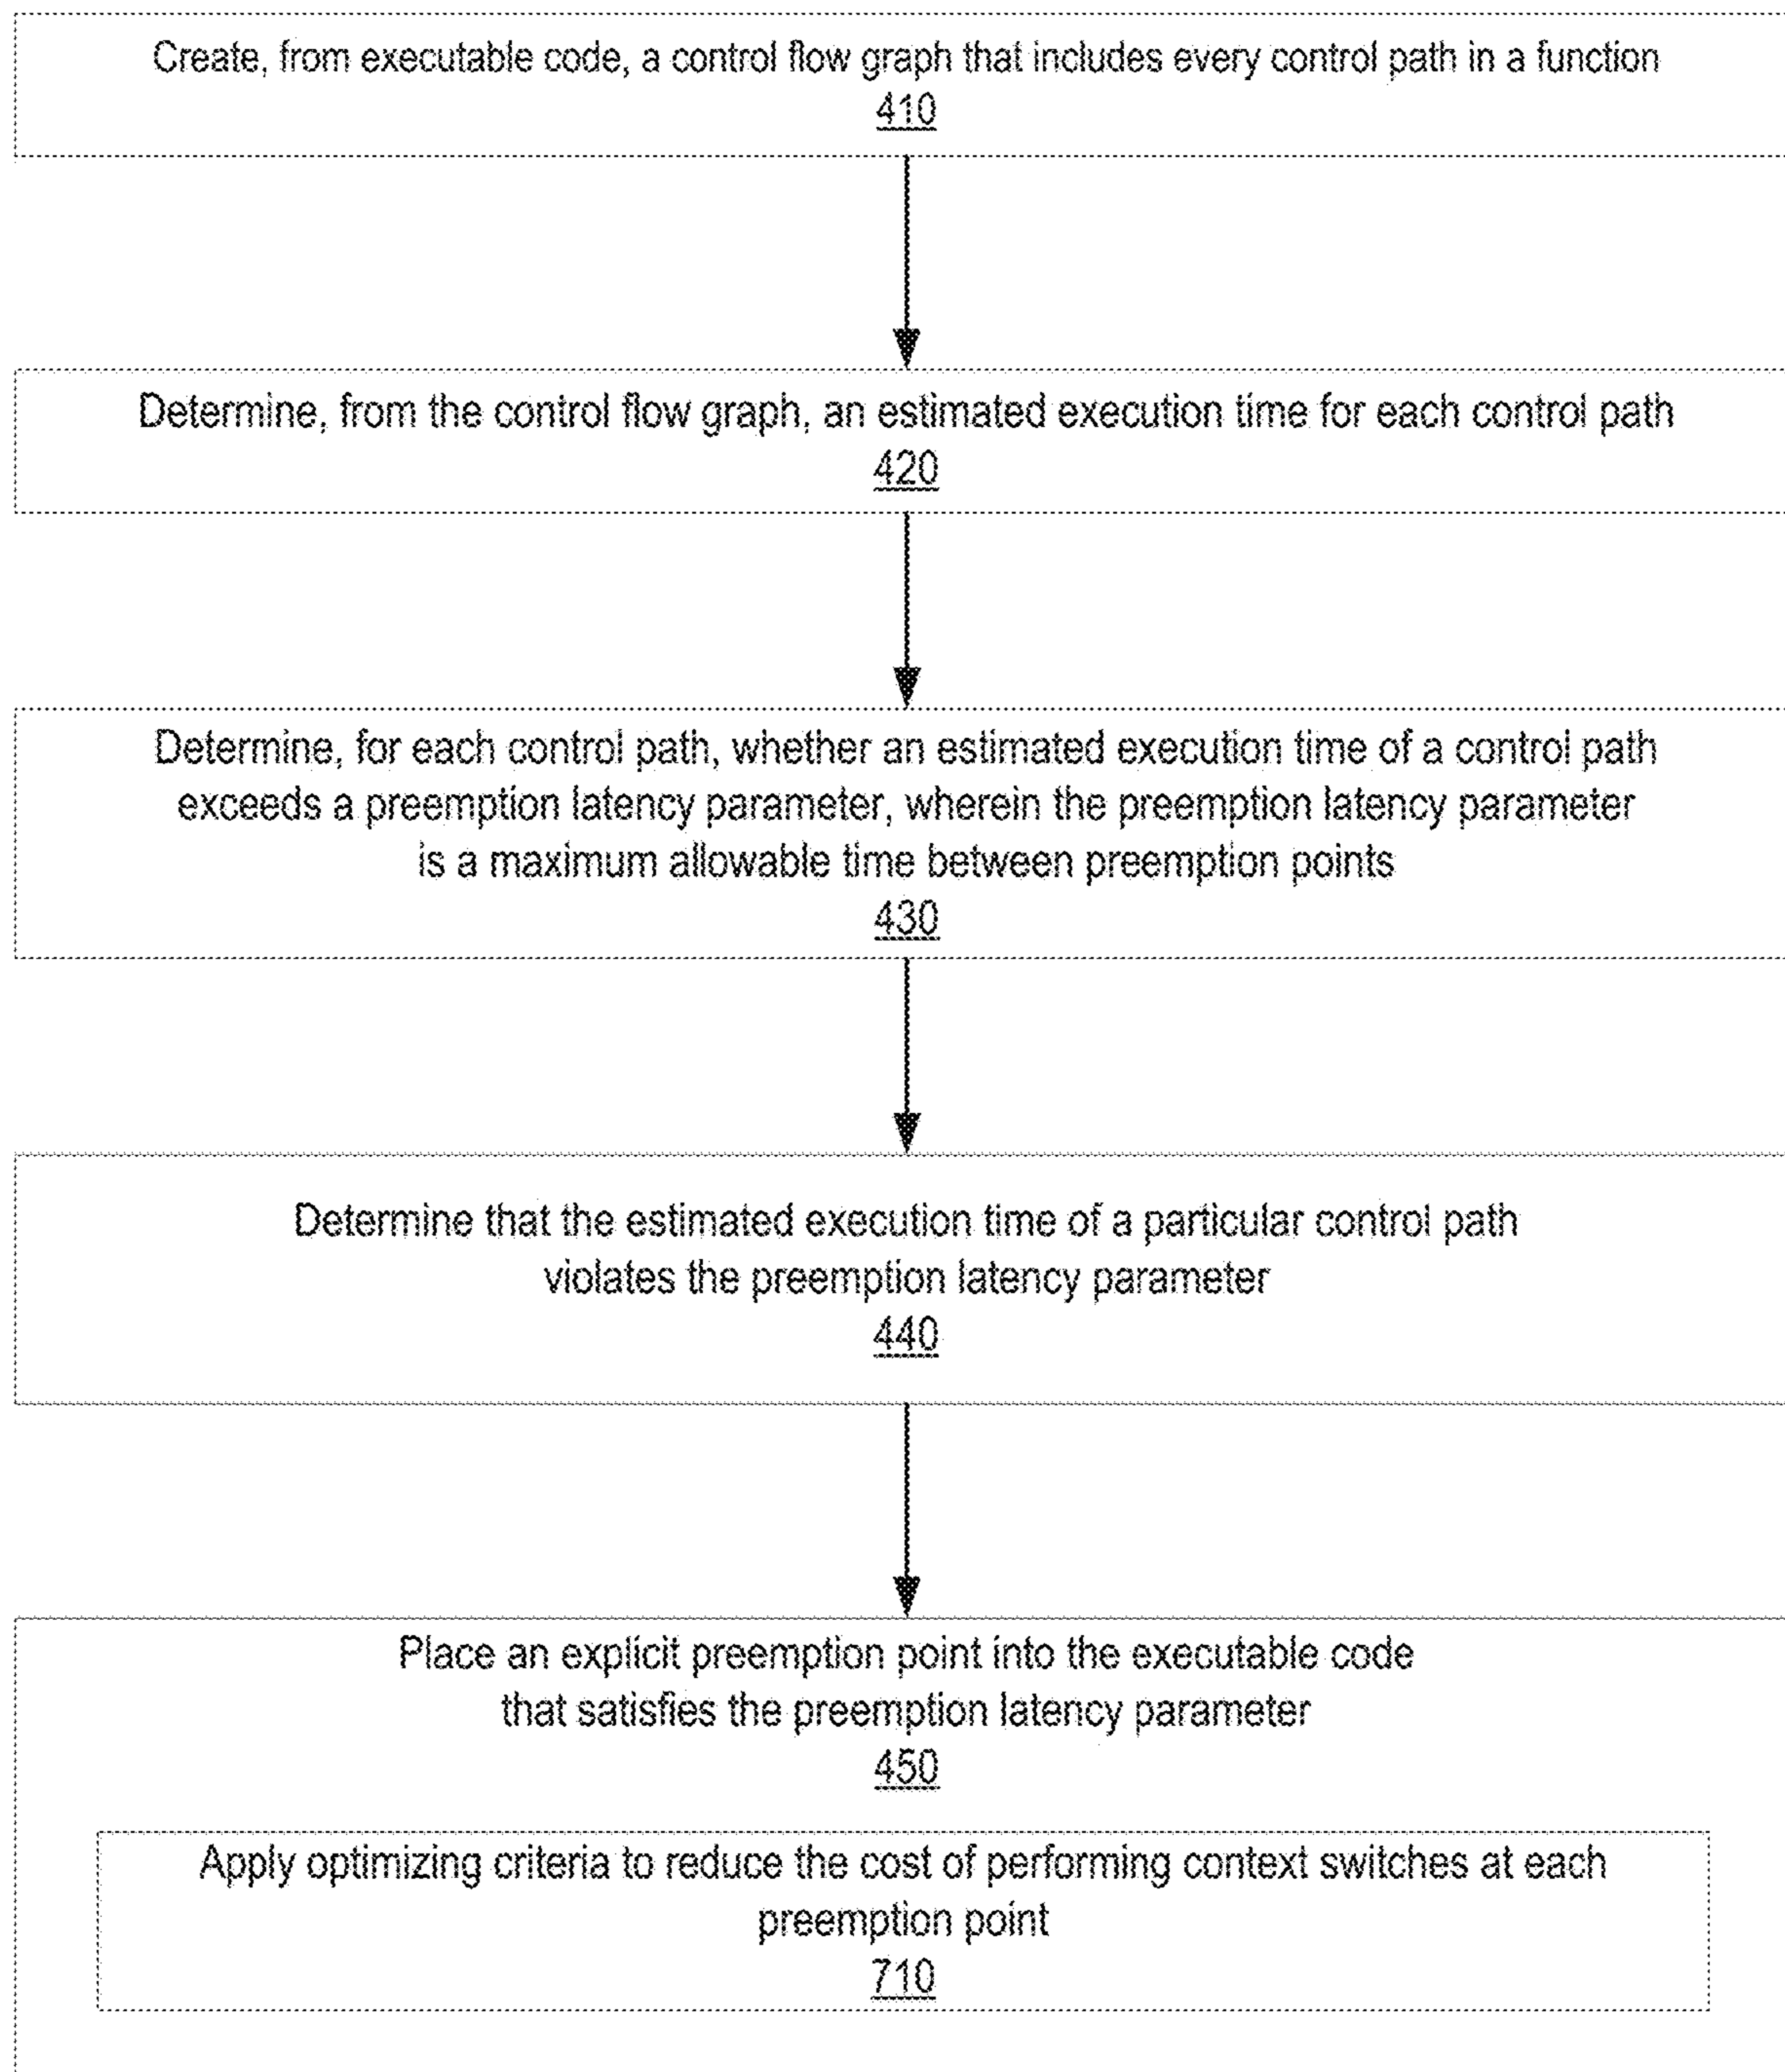 Create, from executable code, a control flow graph that includes every control path in a function
410
Determine, from the control flow graph, an estimated execution time for each control path
420
Determine, for each control path, whether an estimated execution time of a control path
exceeds a preemption latency parameter, wherein the preemption latency parameter
is a maximum allowable time between preemption points
430
Determine that the estimated execution time of a particular control path
violates the preemption latency parameter
440
Place an explicit preemption point into the executable code
that satisfies the preemption latency parameter
450
Apply optimizing criteria to reduce the cost of performing context switches at each
preemption point
710